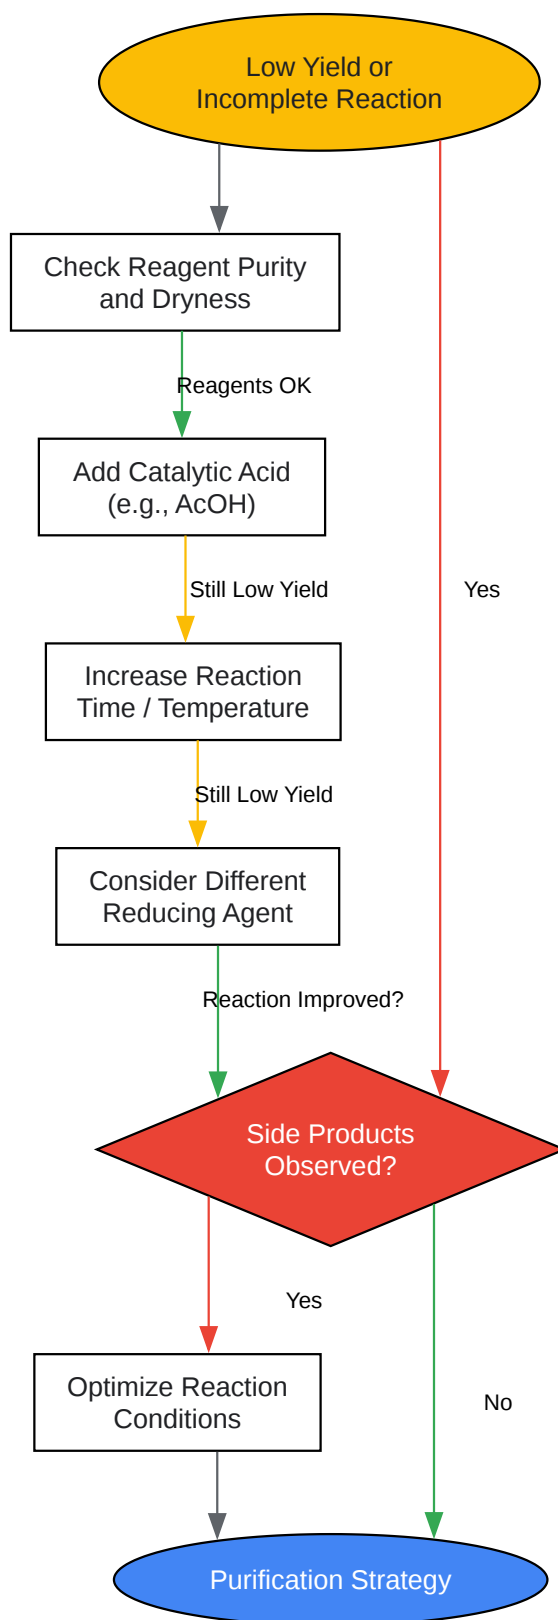 Low Yield or
Incomplete Reaction
Check Reagent Purity
and Dryness
Reagents OK
Add Catalytic Acid
(e.g., AcOH)
Still Low Yield
Yes
Increase Reaction
Time / Temperature
Still Low Yield
Consider Different
Reducing Agent
Reaction Improved?
Side Products
Observed?
Yes
Optimize Reaction
Conditions
No
Purification Strategy